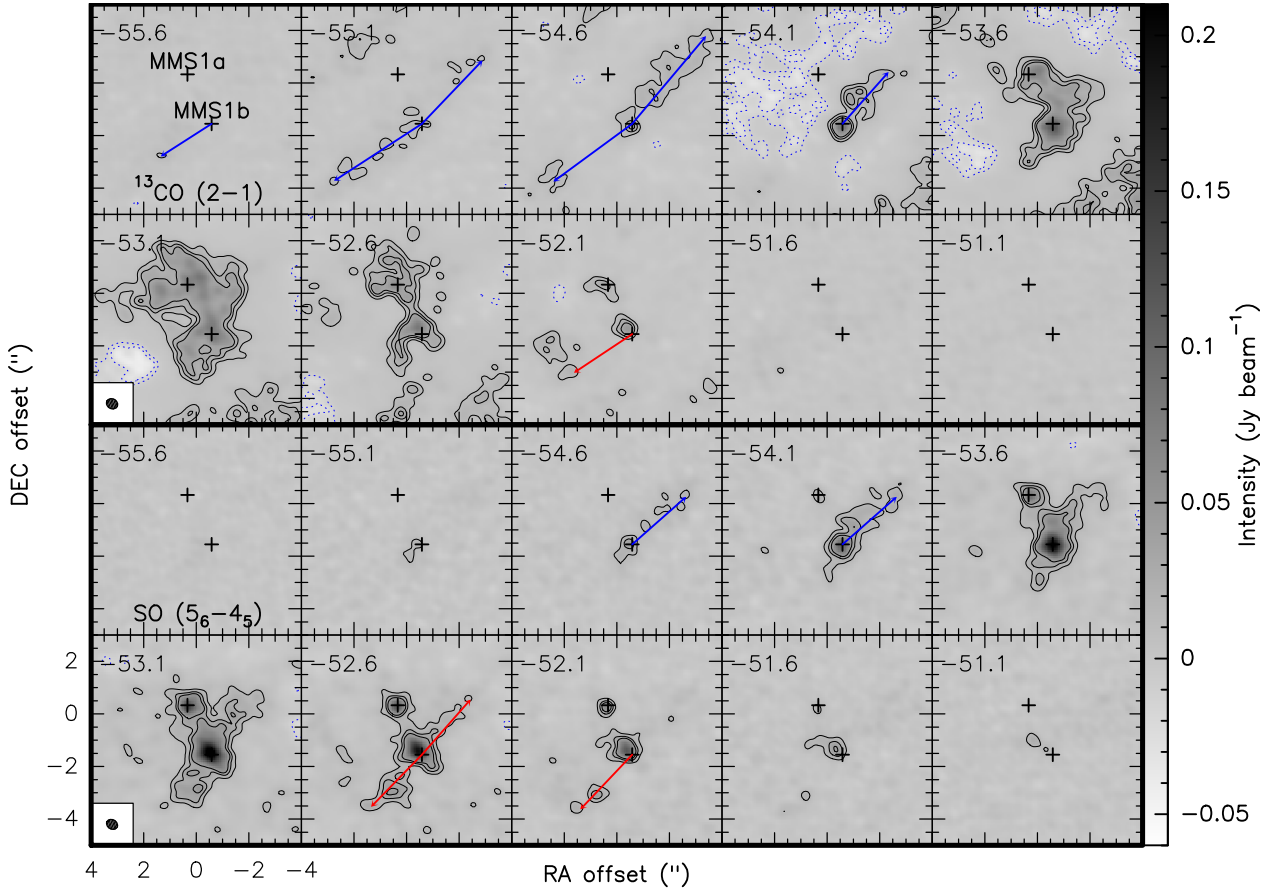 −55.6 −55.1 −54.6 −54.1 −53.6
MMS1a
MMS1b
¹³CO (2−1)
−53.1 −52.6 −52.1 −51.6 −51.1
−55.6 −55.1 −54.6 −54.1 −53.6
SO (5₆−4₅)
−53.1 −52.6 −52.1 −51.6 −51.1
2
0
−2
−4
4 2 0 −2 −4
RA offset (")
DEC offset (")
0.2
0.15
0.1
0.05
0
−0.05
Intensity (Jy beam⁻¹)